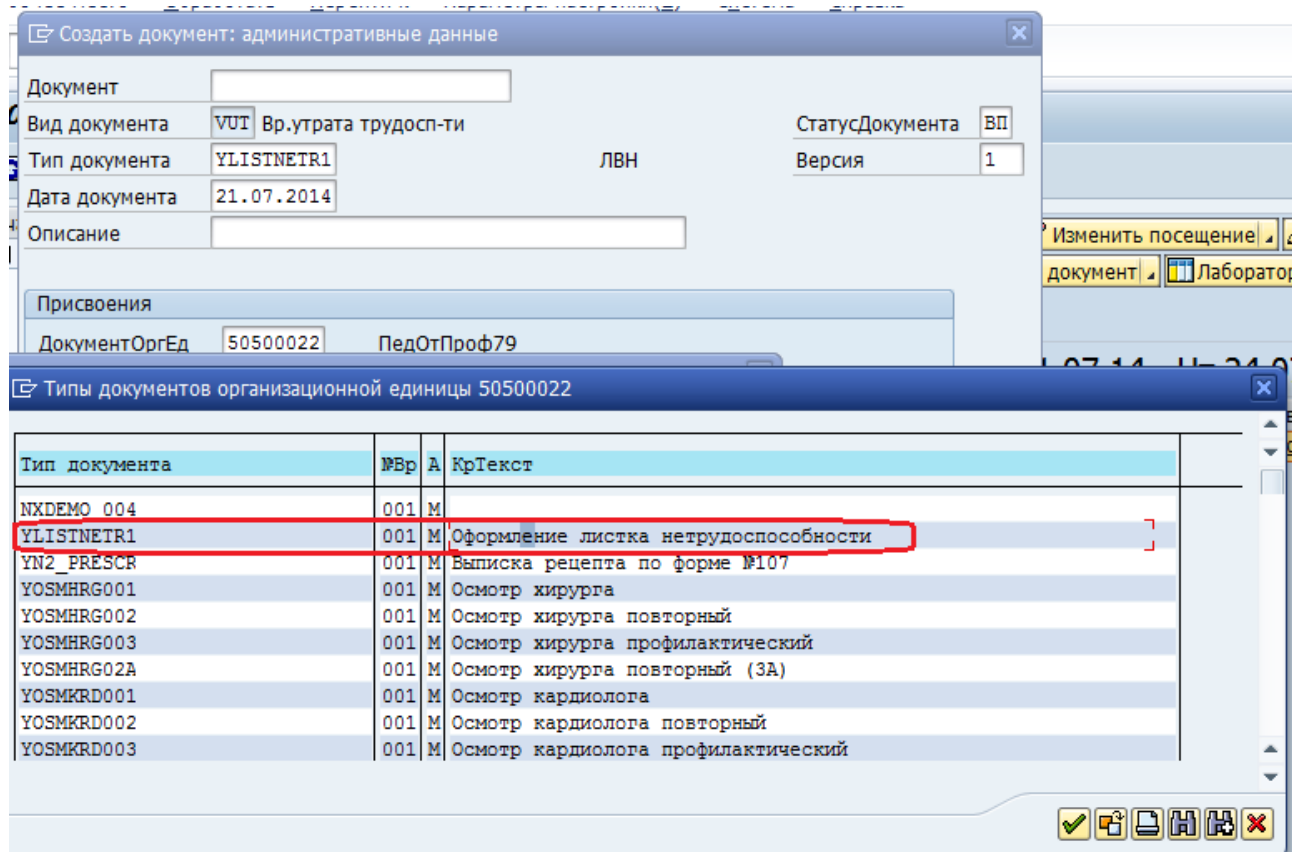 Создать документ: административные данные
Документ
Вид документа VUT Вр.утрата трудосп-ти СтатусДокумента ВП
Тип документа YLISTNETR1 ЛВН Версия 1
Дата документа 21.07.2014
Описание
Изменить посещение
документ Лаборатор
Присвоения
ДокументОргЕд 50500022 ПедОтПроф79
Типы документов организационной единицы 50500022
Тип документа №Вр А КрТекст
NXDEMO 004 001 М
YLISTNETR1 001 М Оформление листка нетрудоспособности
YN2_PRESCR 001 М Выписка рецепта по форме №107
YOSMHRG001 001 М Осмотр хирурга
YOSMHRG002 001 М Осмотр хирурга повторный
YOSMHRG003 001 М Осмотр хирурга профилактический
YOSMHRG02A 001 М Осмотр хирурга повторный (ЗА)
YOSMKRD001 001 М Осмотр кардиолога
YOSMKRD002 001 М Осмотр кардиолога повторный
YOSMKRD003 001 М Осмотр кардиолога профилактический